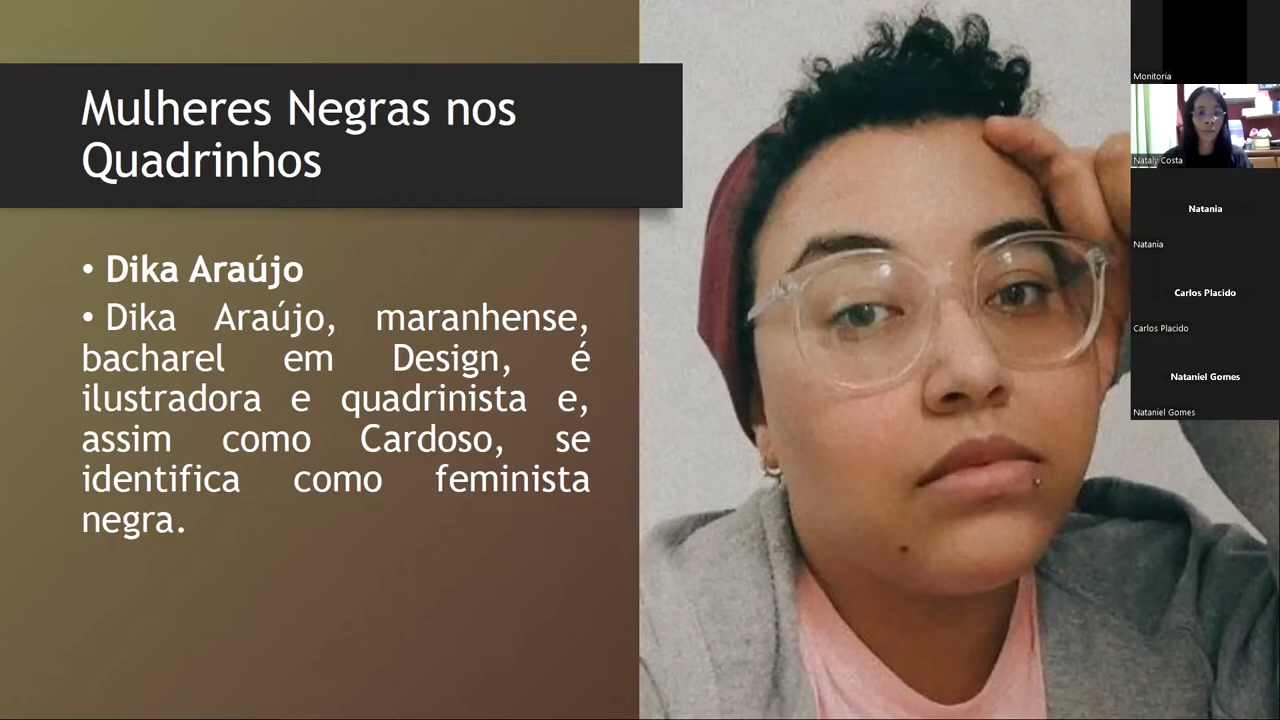 Mulheres Negras nos
Quadrinhos
• Dika Araújo
• Dika Araújo, maranhense,
bacharel em Design, é
ilustradora e quadrinista e,
assim como Cardoso, se
identifica como feminista
negra.
Monitoria
Nataly Costa
Natania
Natania
Carlos Placido
Carlos Placido
Nataniel Gomes
Nataniel Gomes